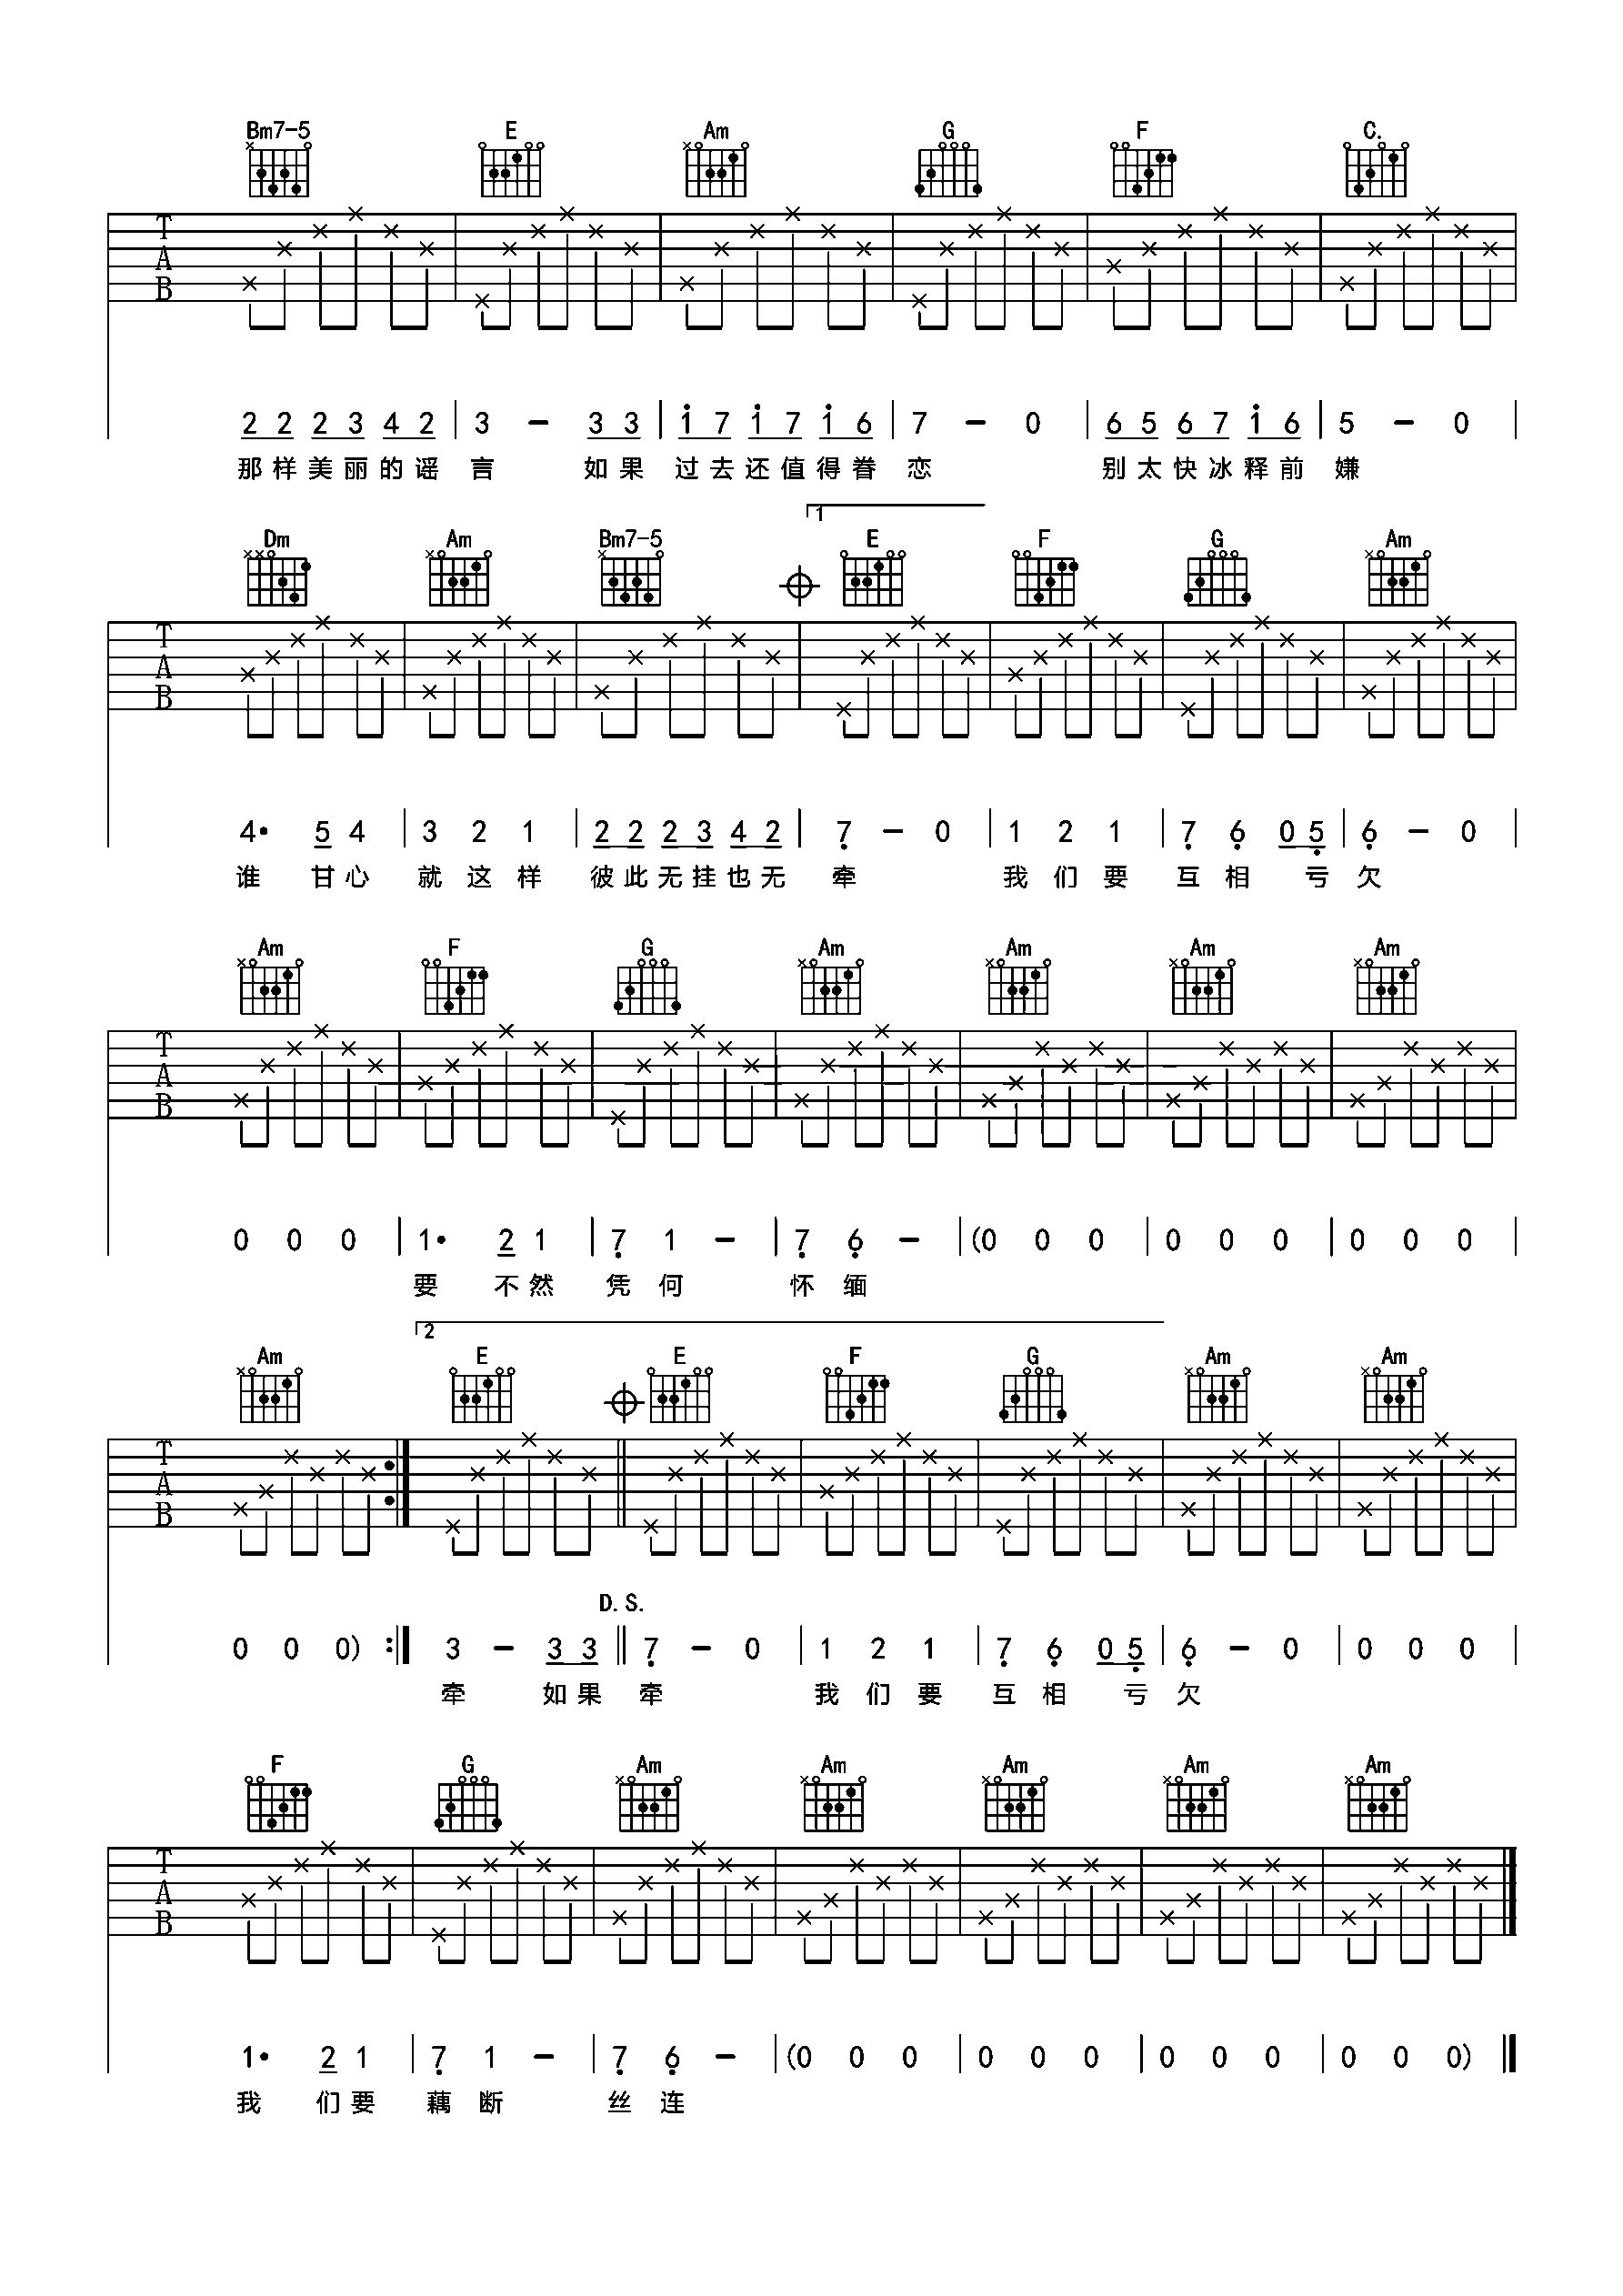 Bm7-5 E Am G F C.
T A B
2 2 2 3 4 2 | 3 - 3 3 | i 7 i 7 i 6 | 7 - 0 | 6 5 6 7 i 6 | 5 - 0 |
那样美丽的谣 言 如果 过去还值得眷 恋 别太快冰释前 嫌
1
Dm Am Bm7-5 E F G Am
T A B
4· 5 4 | 3 2 1 | 2 2 2 3 4 2 | 7̣ - 0 | 1 2 1 | 7̣ 6̣ 0 5̣ | 6̣ - 0 |
谁 甘心 就这样 彼此无挂也无 牵 我们要 互相 亏 欠
Am F G Am Am Am Am
T A B
0 0 0 | 1· 2 1 | 7̣ 1 - | 7̣ 6̣ - | (0 0 0 | 0 0 0 | 0 0 0 |
要 不然 凭何 怀缅
2
Am E E F G Am Am
T A B
D.S.
0 0 0) :| 3 - 3 3 || 7̣ - 0 | 1 2 1 | 7̣ 6̣ 0 5̣ | 6̣ - 0 | 0 0 0 |
牵 如果 牵 我们要 互相 亏 欠
F G Am Am Am Am Am
T A B
1· 2 1 | 7̣ 1 - | 7̣ 6̣ - | (0 0 0 | 0 0 0 | 0 0 0 | 0 0 0) ‖
我 们要 藕断 丝连